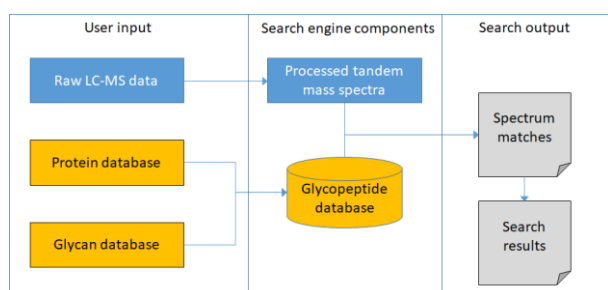 User input
Search engine components
Search output
Raw LC-MS data
Processed tandem
mass spectra
Spectrum
matches
Protein database
Glycopeptide
database
Glycan database
Search
results